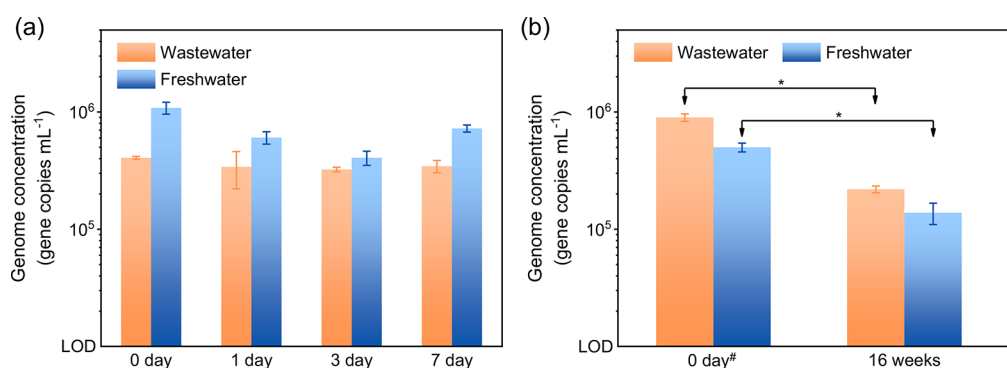 (a)
Wastewater
Freshwater
Genome concentration
(gene copies mL⁻¹)
10⁶
10⁵
LOD
0 day
1 day
3 day
7 day
(b)
Wastewater
Freshwater
*
*
Genome concentration
(gene copies mL⁻¹)
10⁶
10⁵
LOD
0 day#
16 weeks